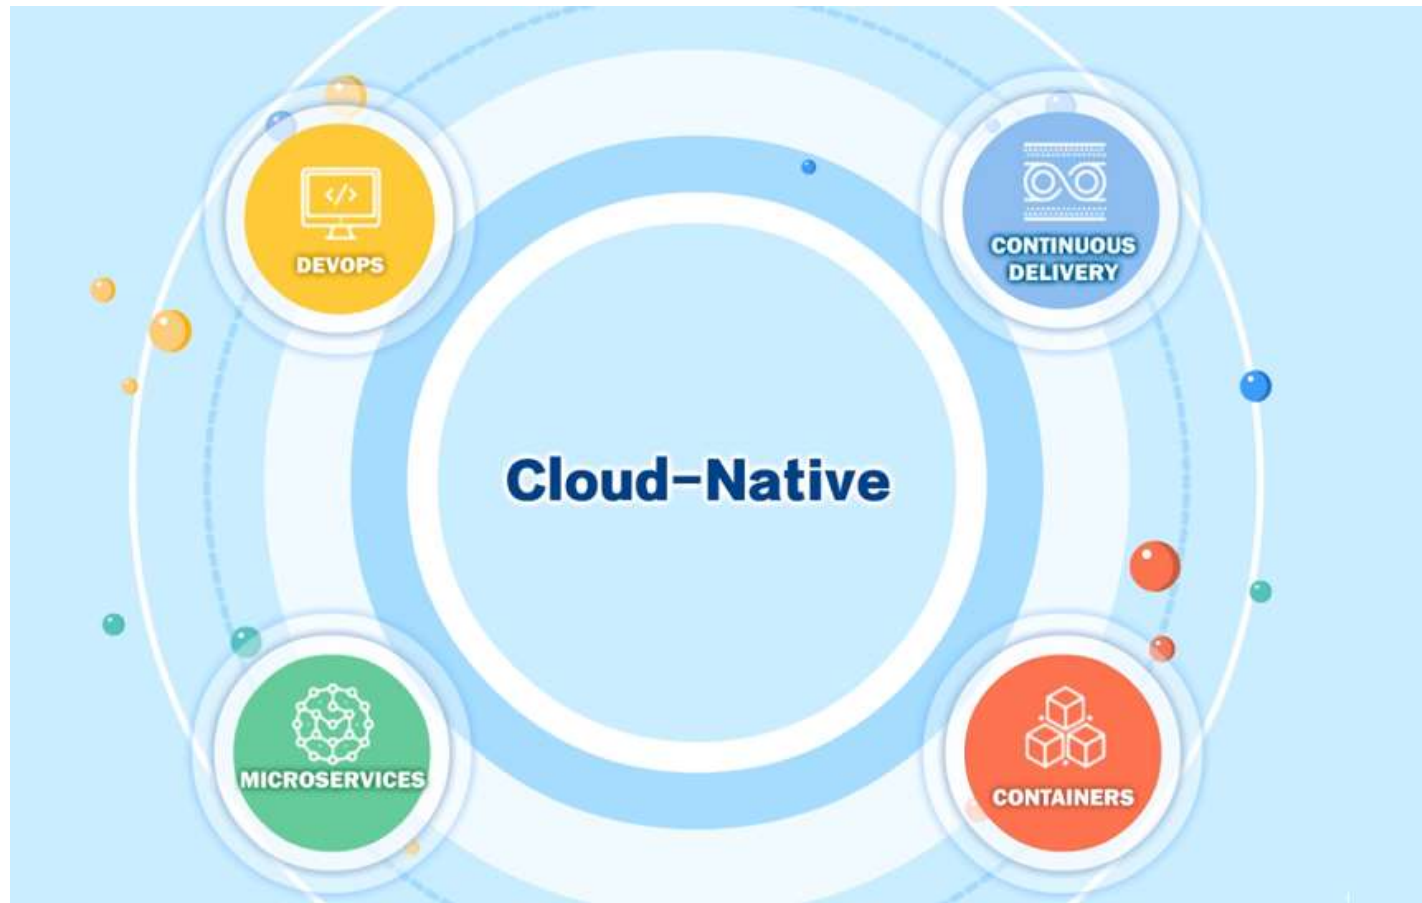 DEVOPS
CONTINUOUS
DELIVERY
Cloud-Native
MICROSERVICES
CONTAINERS